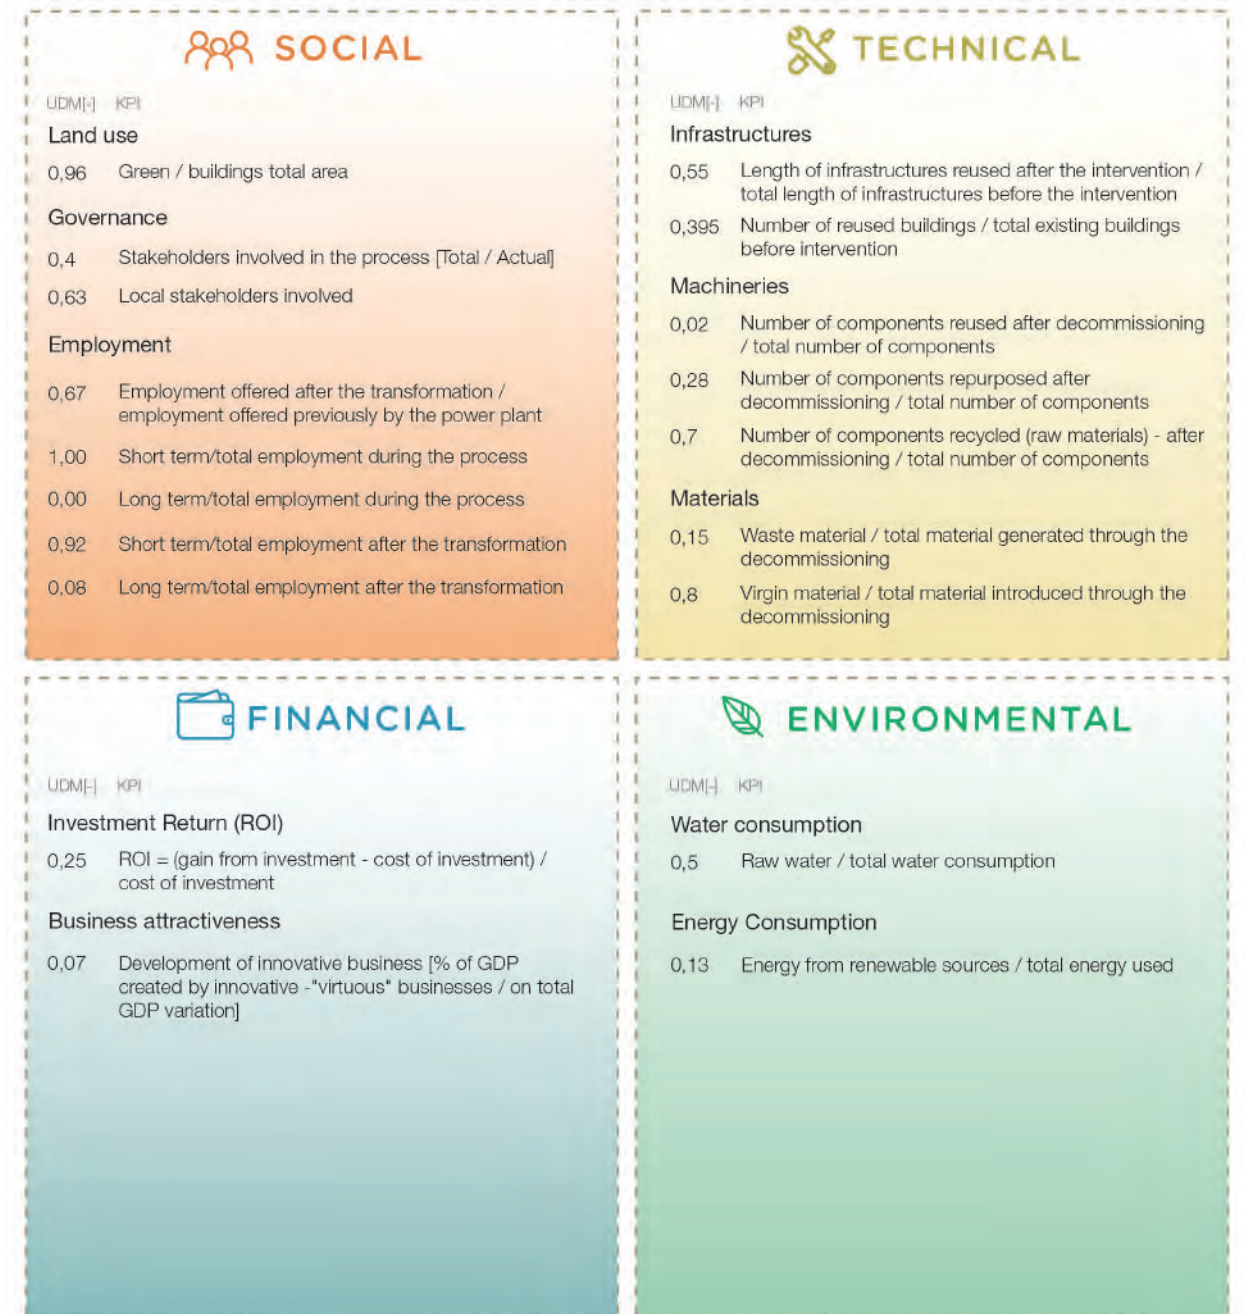 SOCIAL
UDM[-] KPI
Land use
0,96 Green / buildings total area
Governance
0,4 Stakeholders involved in the process [Total / Actual]
0,63 Local stakeholders involved
Employment
0,67 Employment offered after the transformation /
employment offered previously by the power plant
1,00 Short term/total employment during the process
0,00 Long term/total employment during the process
0,92 Short term/total employment after the transformation
0,08 Long term/total employment after the transformation
TECHNICAL
UDM[-] KPI
Infrastructures
0,55 Length of infrastructures reused after the intervention /
total length of infrastructures before the intervention
0,395 Number of reused buildings / total existing buildings
before intervention
Machineries
0,02 Number of components reused after decommissioning
/ total number of components
0,28 Number of components repurposed after
decommissioning / total number of components
0,7 Number of components recycled (raw materials) - after
decommissioning / total number of components
Materials
0,15 Waste material / total material generated through the
decommissioning
0,8 Virgin material / total material introduced through the
decommissioning
FINANCIAL
UDM[-] KPI
Investment Return (ROI)
0,25 ROI = (gain from investment - cost of investment) /
cost of investment
Business attractiveness
0,07 Development of innovative business [% of GDP
created by innovative -"virtuous" businesses / on total
GDP variation]
ENVIRONMENTAL
UDM[-] KPI
Water consumption
0,5 Raw water / total water consumption
Energy Consumption
0,13 Energy from renewable sources / total energy used